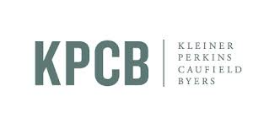 KPCB
KLEINER
PERKINS
CAUFIELD
BYERS